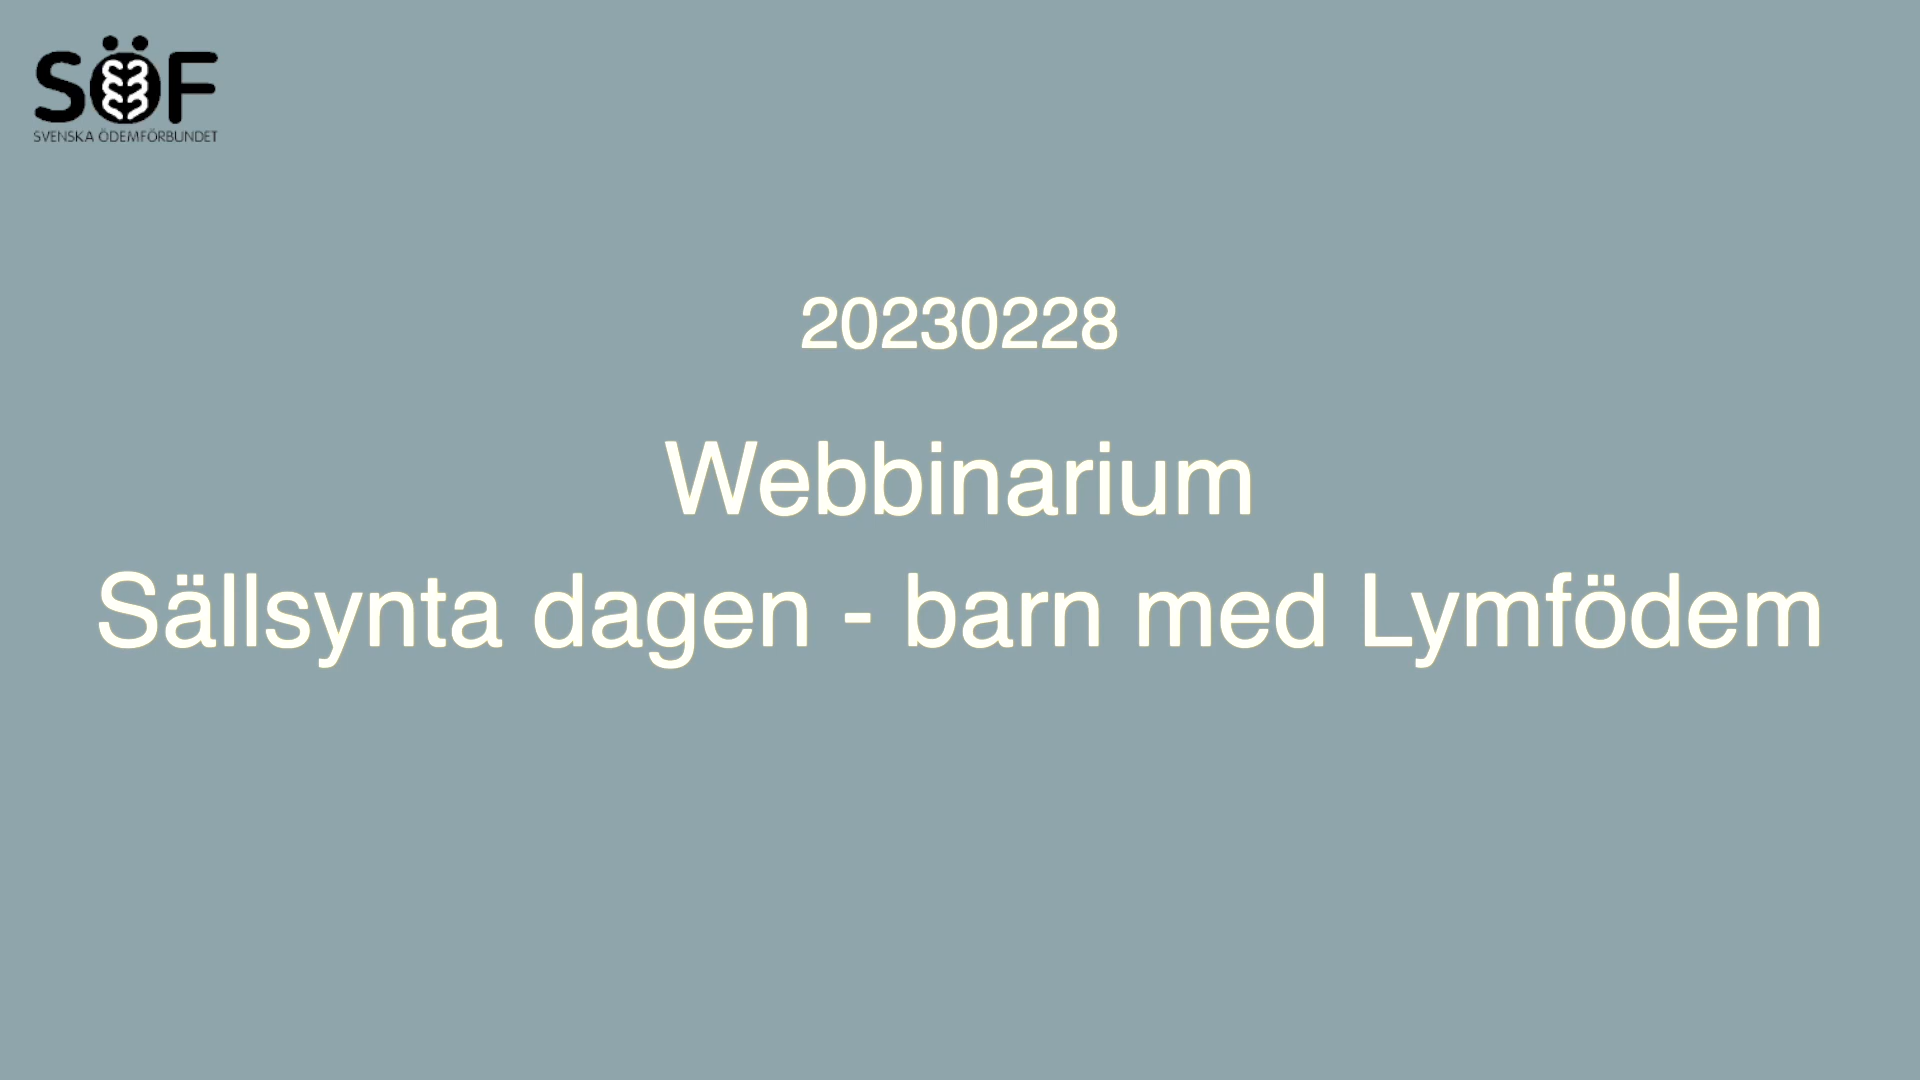 SÖF
SVENSKA ÖDEMFÖRBUNDET
20230228
Webbinarium
Sällsynta dagen - barn med Lymfödem